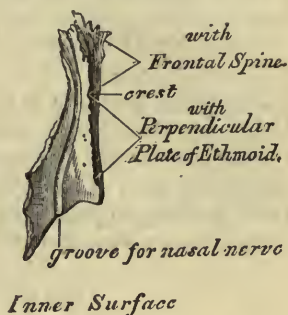 with
Frontal Spine.
crest
with
Perpendicular
Plate of Ethmoid.
groove for nasal nerve
Inner Surface